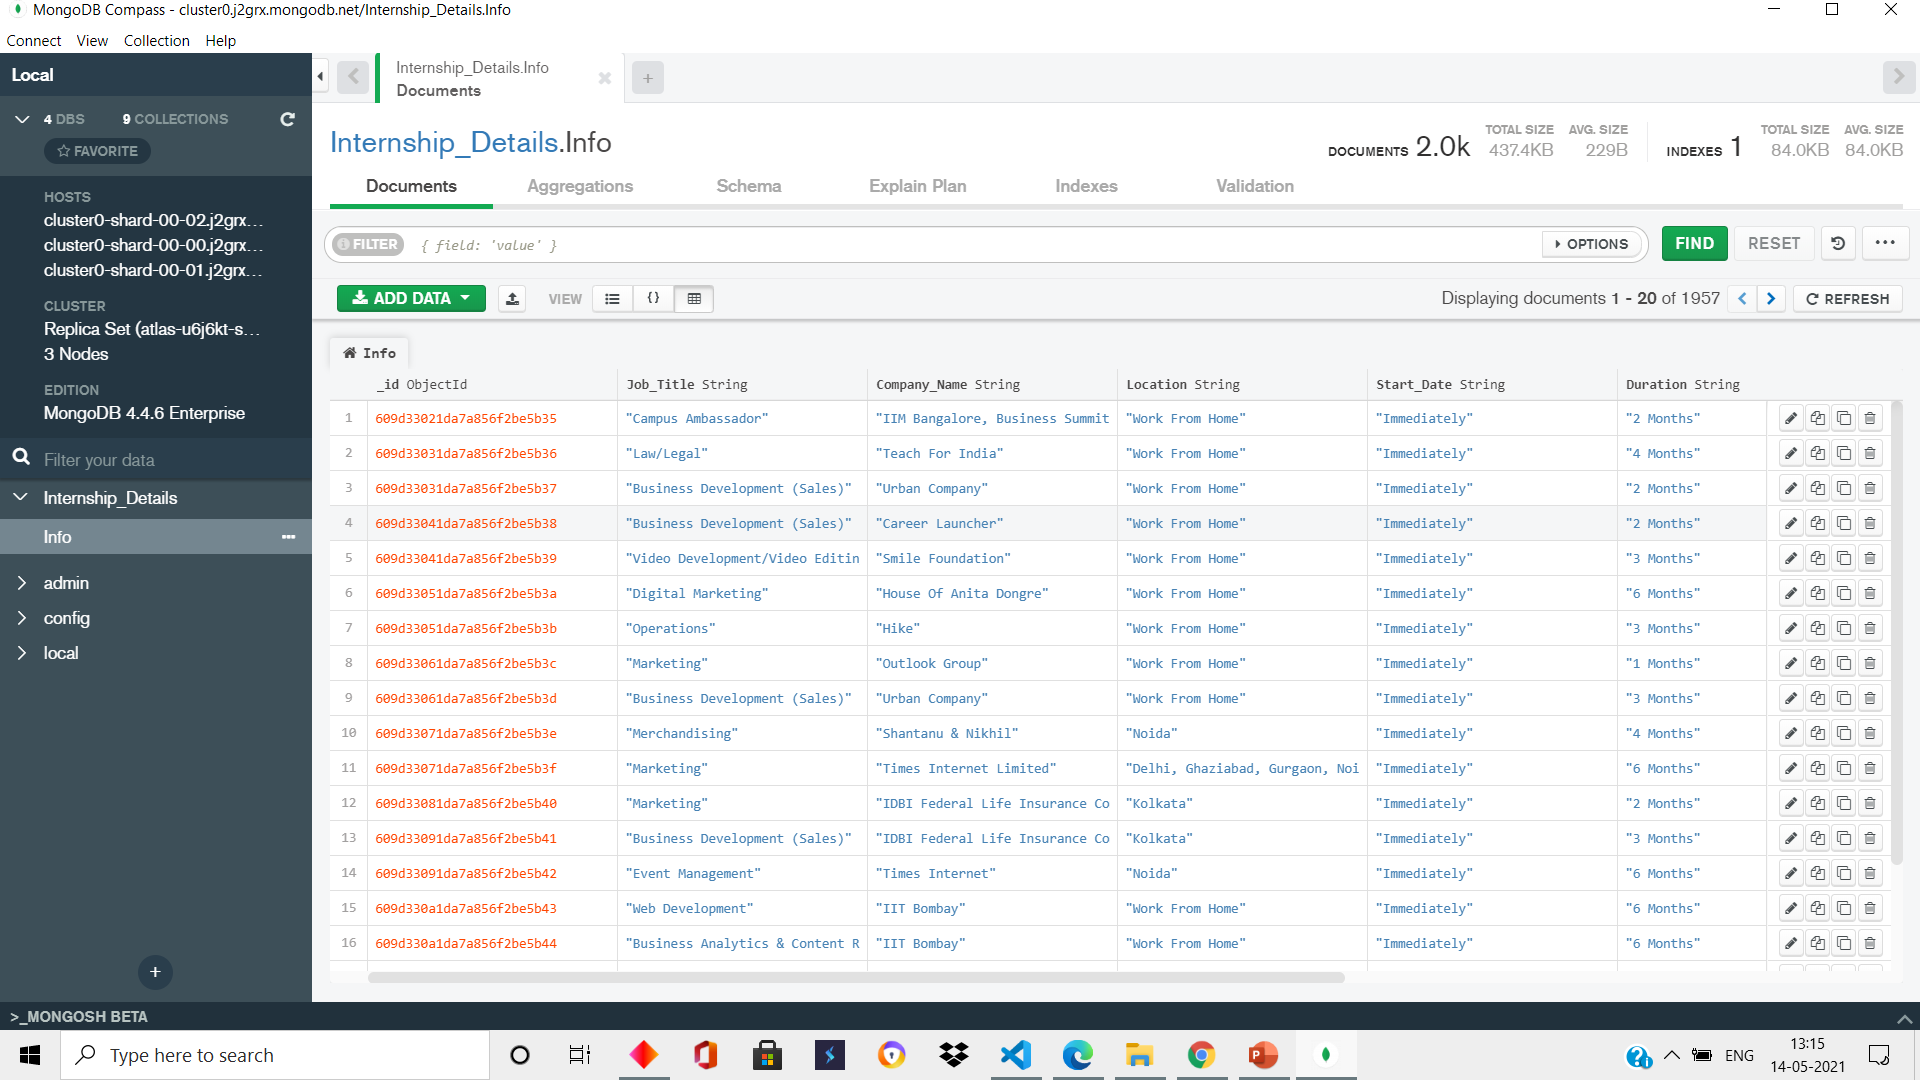 MongoDB Compass - cluster0.j2grx.mongodb.net/Internship_Details.Info
Connect View Collection Help
Local
4 DBS 9 COLLECTIONS
FAVORITE
HOSTS
cluster0-shard-00-02.j2grx...
cluster0-shard-00-00.j2grx...
cluster0-shard-00-01.j2grx...
CLUSTER
Replica Set (atlas-u6j6kt-s...
3 Nodes
EDITION
MongoDB 4.4.6 Enterprise
Filter your data
Internship_Details
Info
admin
config
local
Internship_Details.Info
Documents
Internship_Details.Info
DOCUMENTS 2.0k TOTAL SIZE 437.4KB AVG. SIZE 229B INDEXES 1 TOTAL SIZE 84.0KB AVG. SIZE 84.0KB
Documents Aggregations Schema Explain Plan Indexes Validation
FILTER { field: 'value' } OPTIONS FIND RESET
ADD DATA VIEW { } Displaying documents 1 - 20 of 1957 REFRESH
Info
_id ObjectId Job_Title String Company_Name String Location String Start_Date String Duration String
1 609d33021da7a856f2be5b35 "Campus Ambassador" "IIM Bangalore, Business Summit "Work From Home" "Immediately" "2 Months"
2 609d33031da7a856f2be5b36 "Law/Legal" "Teach For India" "Work From Home" "Immediately" "4 Months"
3 609d33031da7a856f2be5b37 "Business Development (Sales)" "Urban Company" "Work From Home" "Immediately" "2 Months"
4 609d33041da7a856f2be5b38 "Business Development (Sales)" "Career Launcher" "Work From Home" "Immediately" "2 Months"
5 609d33041da7a856f2be5b39 "Video Development/Video Editin "Smile Foundation" "Work From Home" "Immediately" "3 Months"
6 609d33051da7a856f2be5b3a "Digital Marketing" "House Of Anita Dongre" "Work From Home" "Immediately" "6 Months"
7 609d33051da7a856f2be5b3b "Operations" "Hike" "Work From Home" "Immediately" "3 Months"
8 609d33061da7a856f2be5b3c "Marketing" "Outlook Group" "Work From Home" "Immediately" "1 Months"
9 609d33061da7a856f2be5b3d "Business Development (Sales)" "Urban Company" "Work From Home" "Immediately" "3 Months"
10 609d33071da7a856f2be5b3e "Merchandising" "Shantanu & Nikhil" "Noida" "Immediately" "4 Months"
11 609d33071da7a856f2be5b3f "Marketing" "Times Internet Limited" "Delhi, Ghaziabad, Gurgaon, Noi "Immediately" "6 Months"
12 609d33081da7a856f2be5b40 "Marketing" "IDBI Federal Life Insurance Co "Kolkata" "Immediately" "2 Months"
13 609d33091da7a856f2be5b41 "Business Development (Sales)" "IDBI Federal Life Insurance Co "Kolkata" "Immediately" "3 Months"
14 609d33091da7a856f2be5b42 "Event Management" "Times Internet" "Noida" "Immediately" "6 Months"
15 609d330a1da7a856f2be5b43 "Web Development" "IIT Bombay" "Work From Home" "Immediately" "6 Months"
16 609d330a1da7a856f2be5b44 "Business Analytics & Content R "IIT Bombay" "Work From Home" "Immediately" "6 Months"
>_MONGOSH BETA
Type here to search
ENG
13:15
14-05-2021